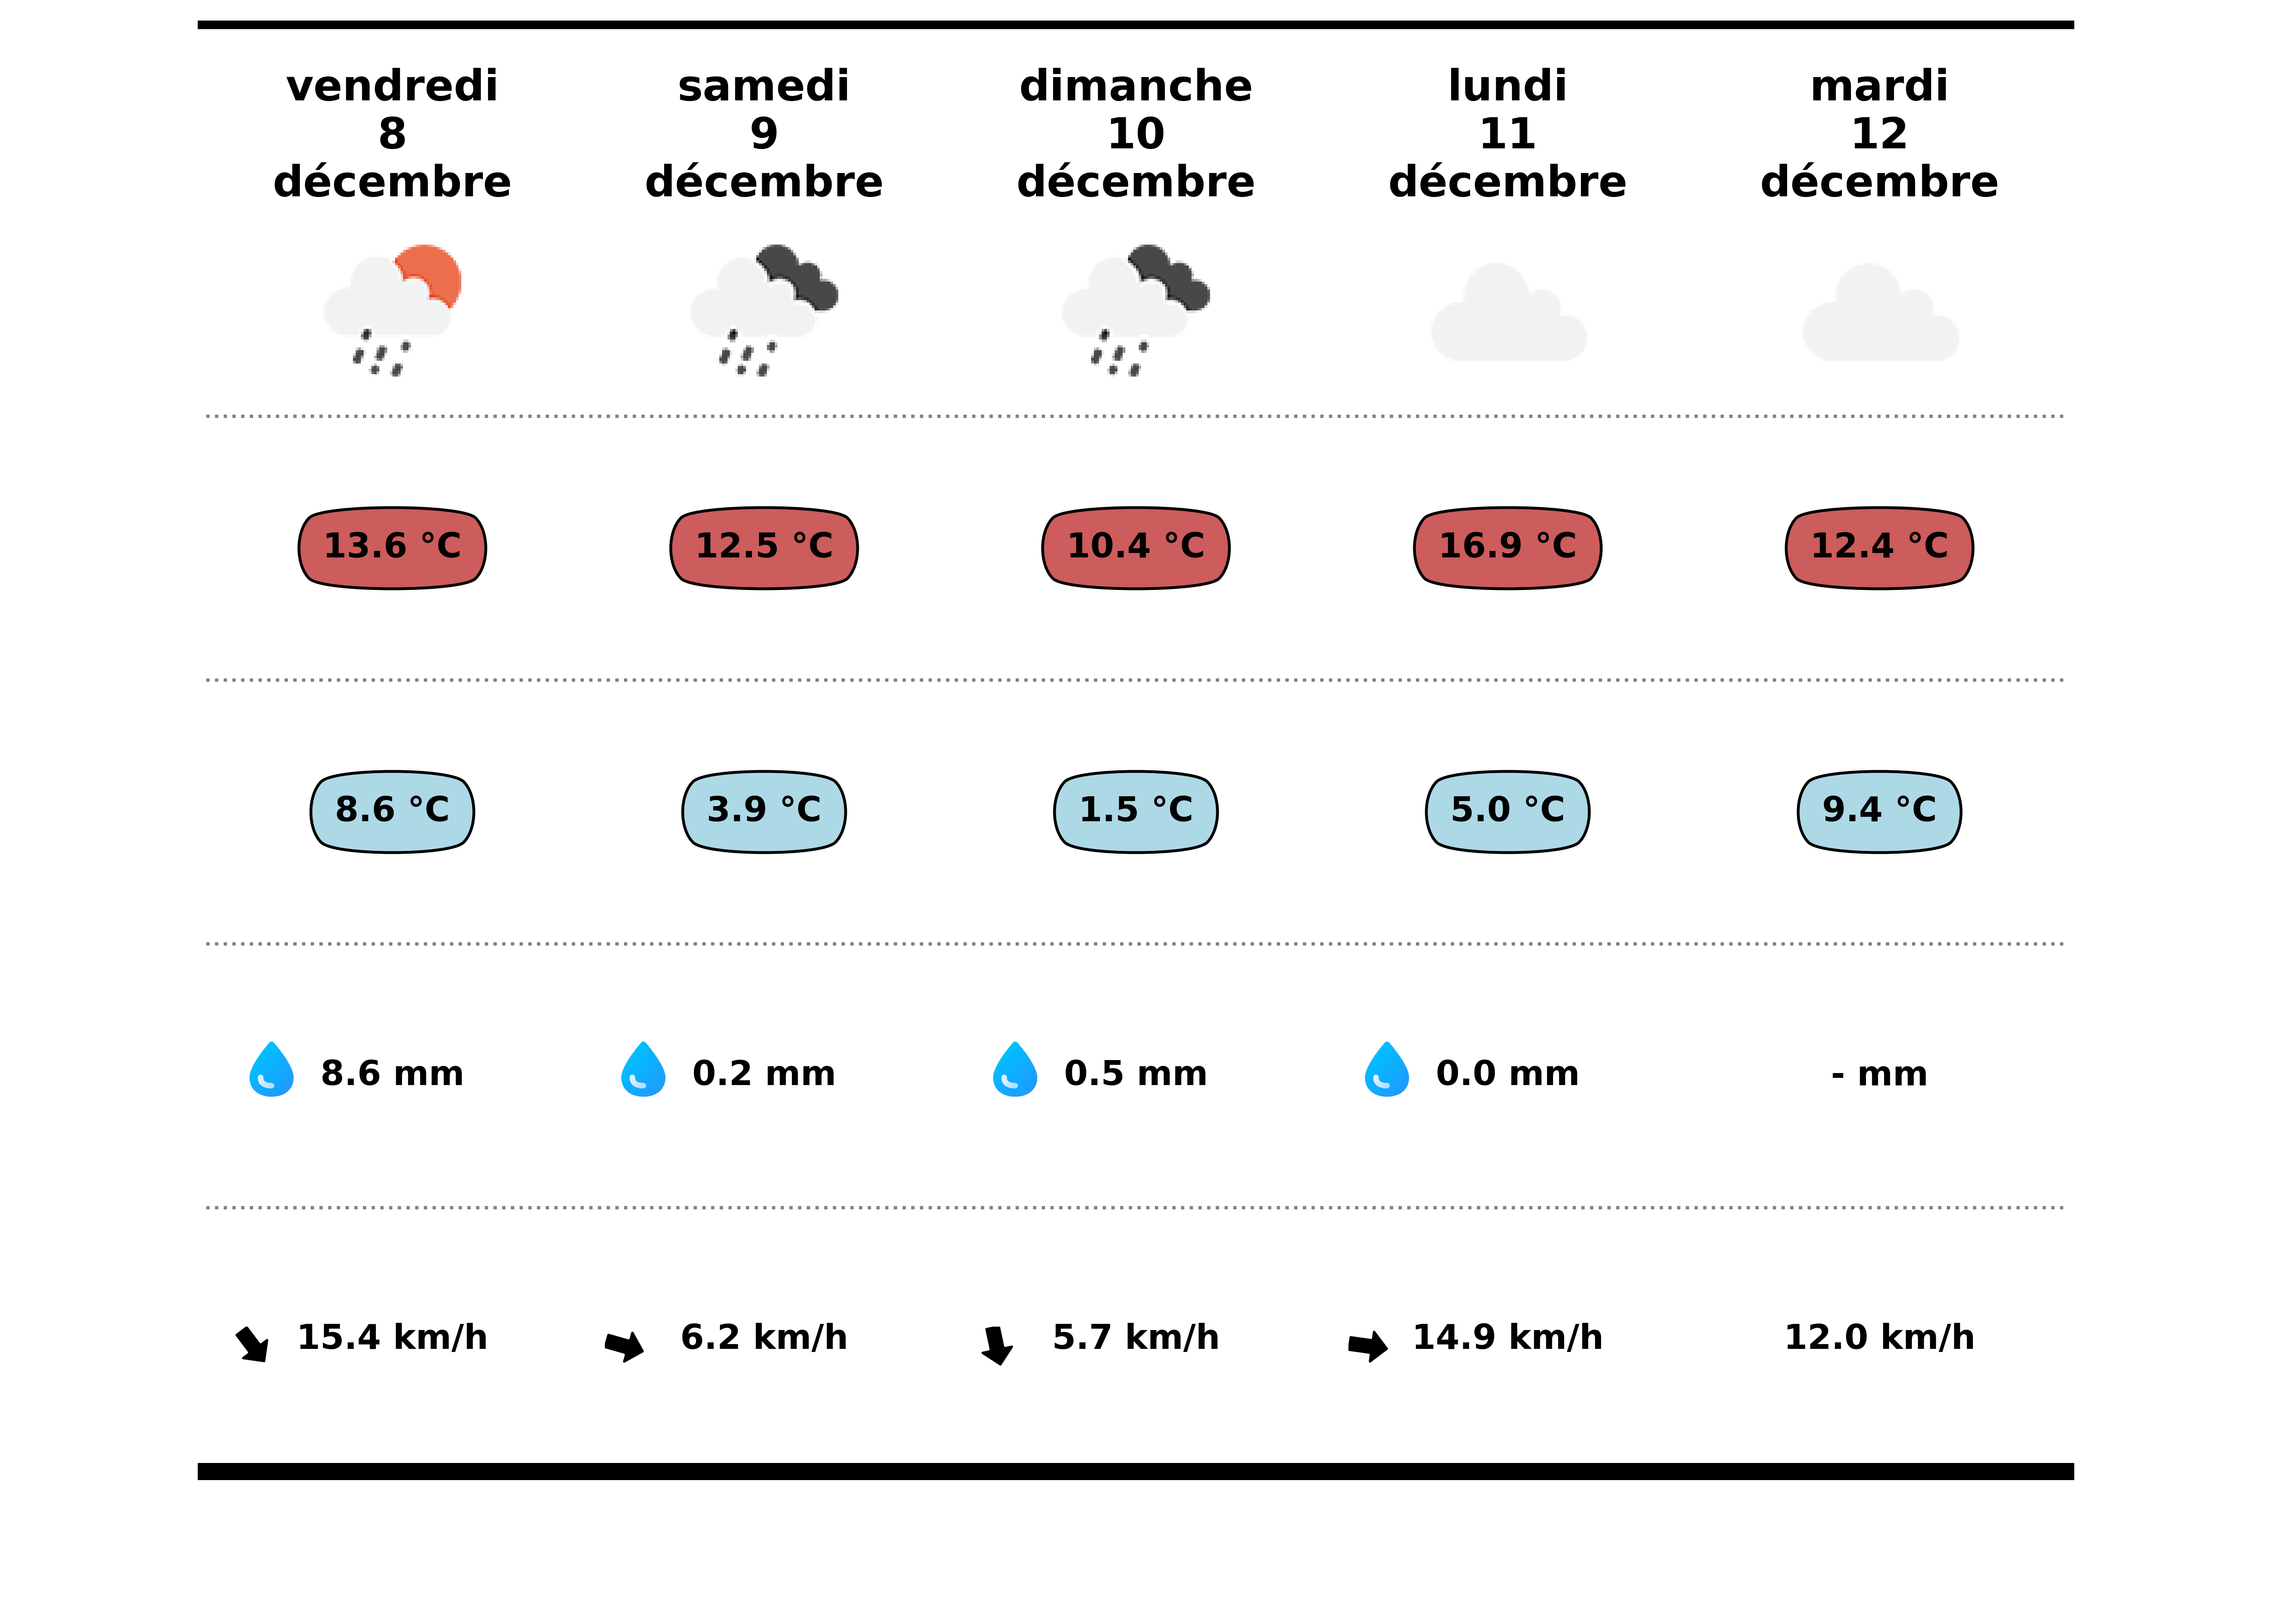 vendredi
8
décembre
samedi
9
décembre
dimanche
10
décembre
lundi
11
décembre
mardi
12
décembre
13.6 °C
12.5 °C
10.4 °C
16.9 °C
12.4 °C
8.6 °C
3.9 °C
1.5 °C
5.0 °C
9.4 °C
8.6 mm
0.2 mm
0.5 mm
0.0 mm
- mm
15.4 km/h
6.2 km/h
5.7 km/h
14.9 km/h
12.0 km/h